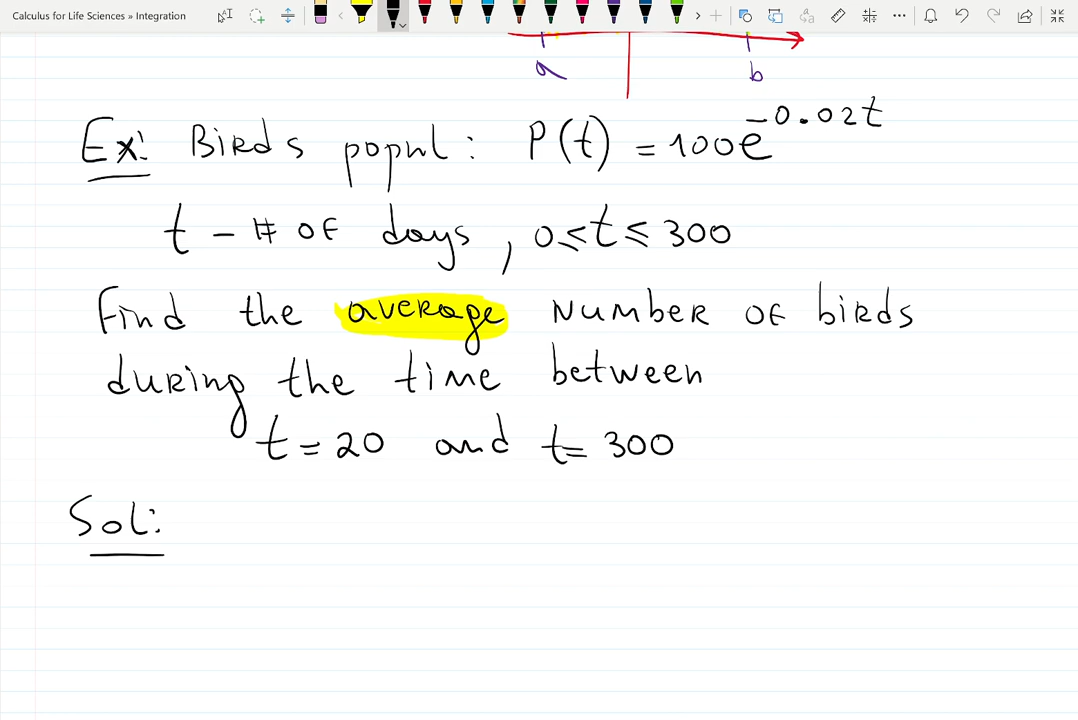 Calculus for Life Sciences » Integration
a b
Ex: Birds popul: P(t) = 100e^-0.02t
t - # of days, 0≤t≤300
Find the average number of birds
during the time between
t=20 and t=300
Sol: